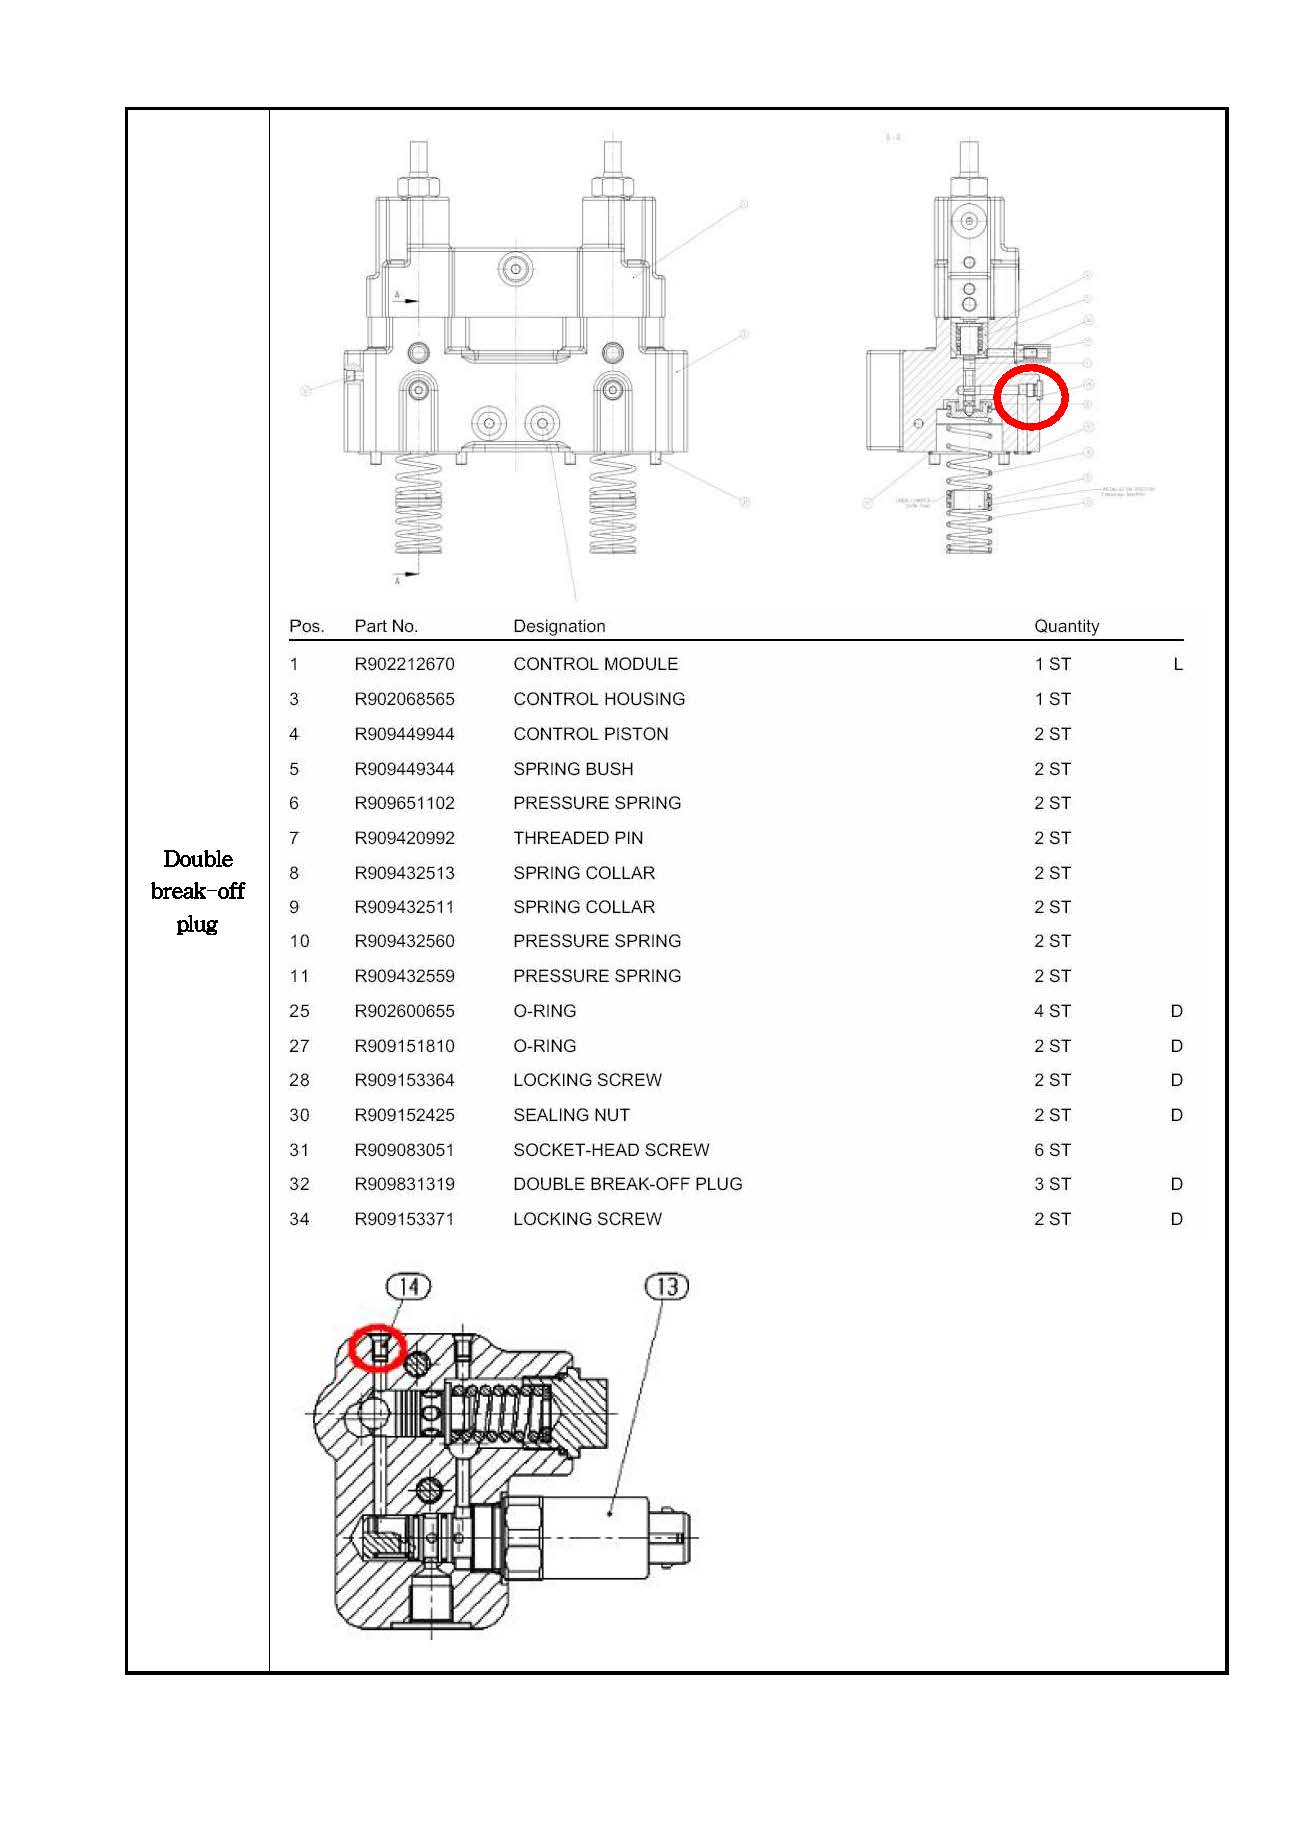 A - A
A
A
Pos. Part No. Designation Quantity
1 R902212670 CONTROL MODULE 1 ST L
3 R902068565 CONTROL HOUSING 1 ST
4 R909449944 CONTROL PISTON 2 ST
5 R909449344 SPRING BUSH 2 ST
6 R909651102 PRESSURE SPRING 2 ST
7 R909420992 THREADED PIN 2 ST
8 R909432513 SPRING COLLAR 2 ST
9 R909432511 SPRING COLLAR 2 ST
10 R909432560 PRESSURE SPRING 2 ST
11 R909432559 PRESSURE SPRING 2 ST
25 R902600655 O-RING 4 ST D
27 R909151810 O-RING 2 ST D
28 R909153364 LOCKING SCREW 2 ST D
30 R909152425 SEALING NUT 2 ST D
31 R909083051 SOCKET-HEAD SCREW 6 ST
32 R909831319 DOUBLE BREAK-OFF PLUG 3 ST D
34 R909153371 LOCKING SCREW 2 ST D
Double
break-off
plug
14 13